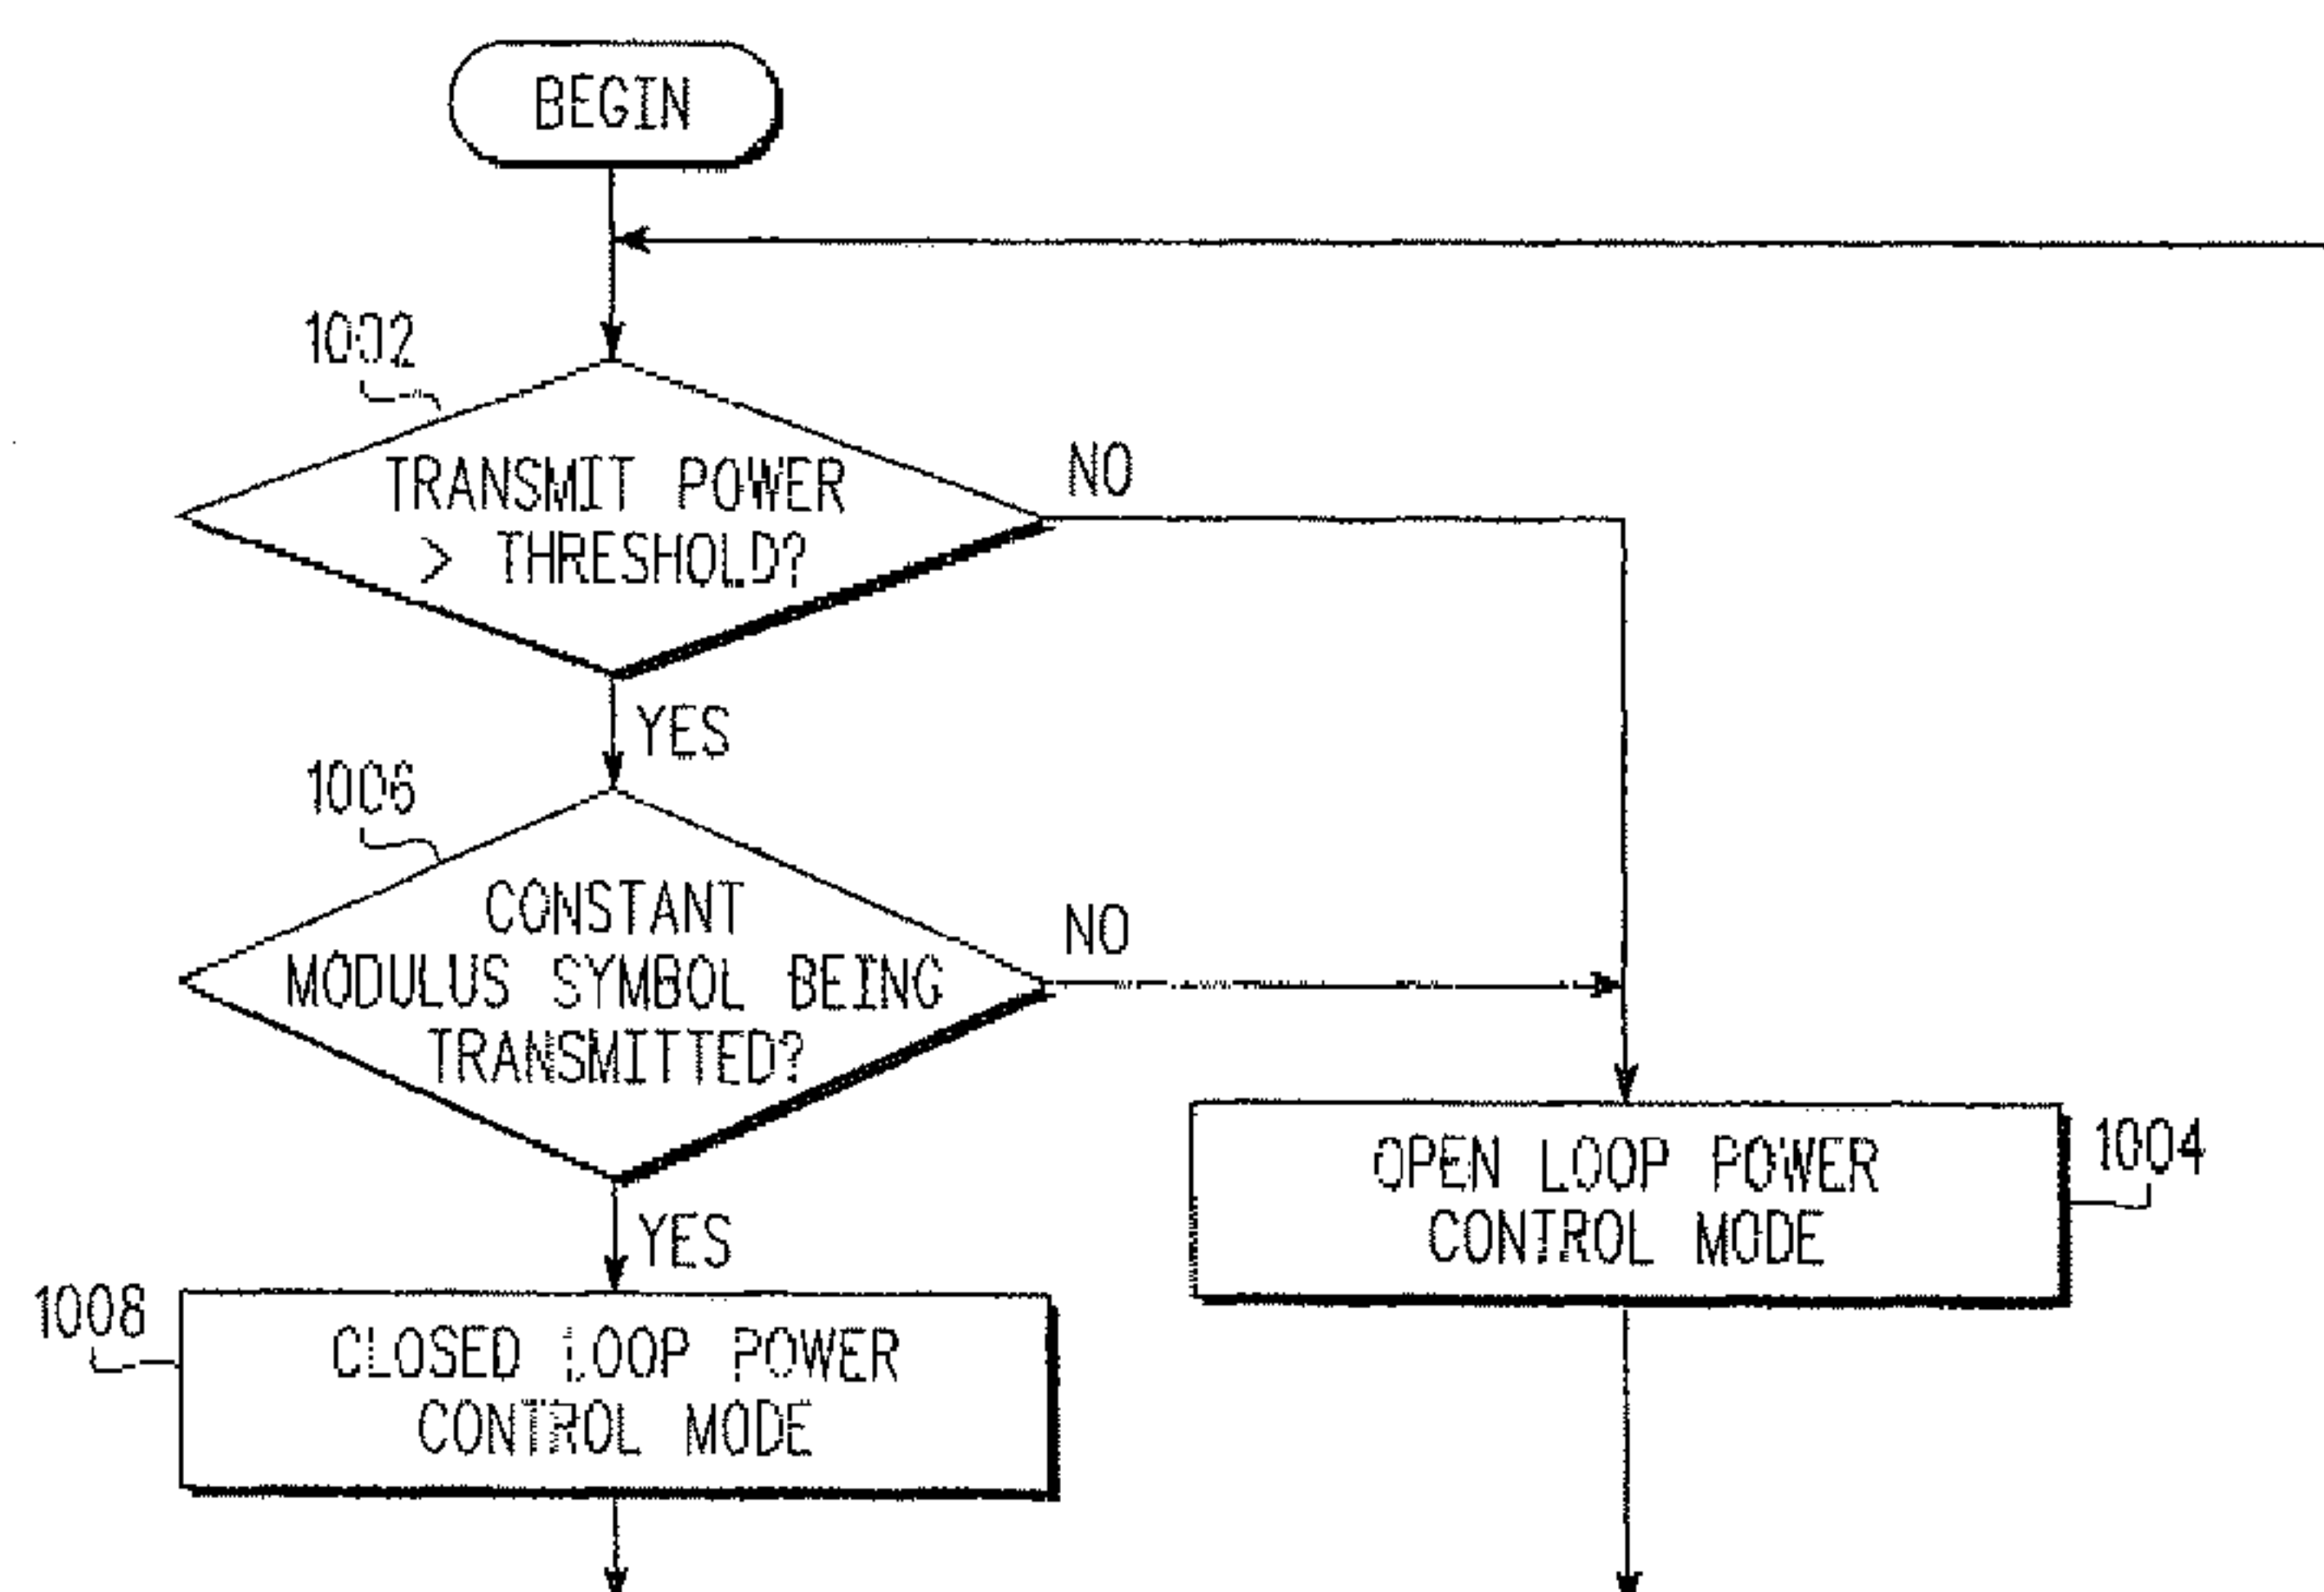 BEGIN
1002
TRANSMIT POWER
> THRESHOLD?
NO
YES
1006
CONSTANT
MODULUS SYMBOL BEING
TRANSMITTED?
NO
YES
OPEN LOOP POWER
CONTROL MODE
1004
1008
CLOSED LOOP POWER
CONTROL MODE